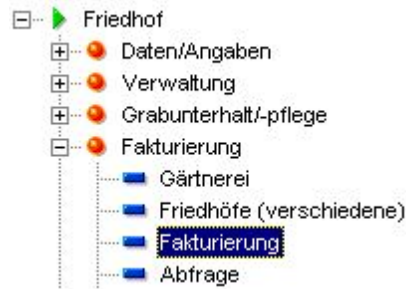 Friedhof
Daten/Angaben
Verwaltung
Grabunterhalt/-pflege
Fakturierung
Gärtnerei
Friedhöfe (verschiedene)
Fakturierung
Abfrage